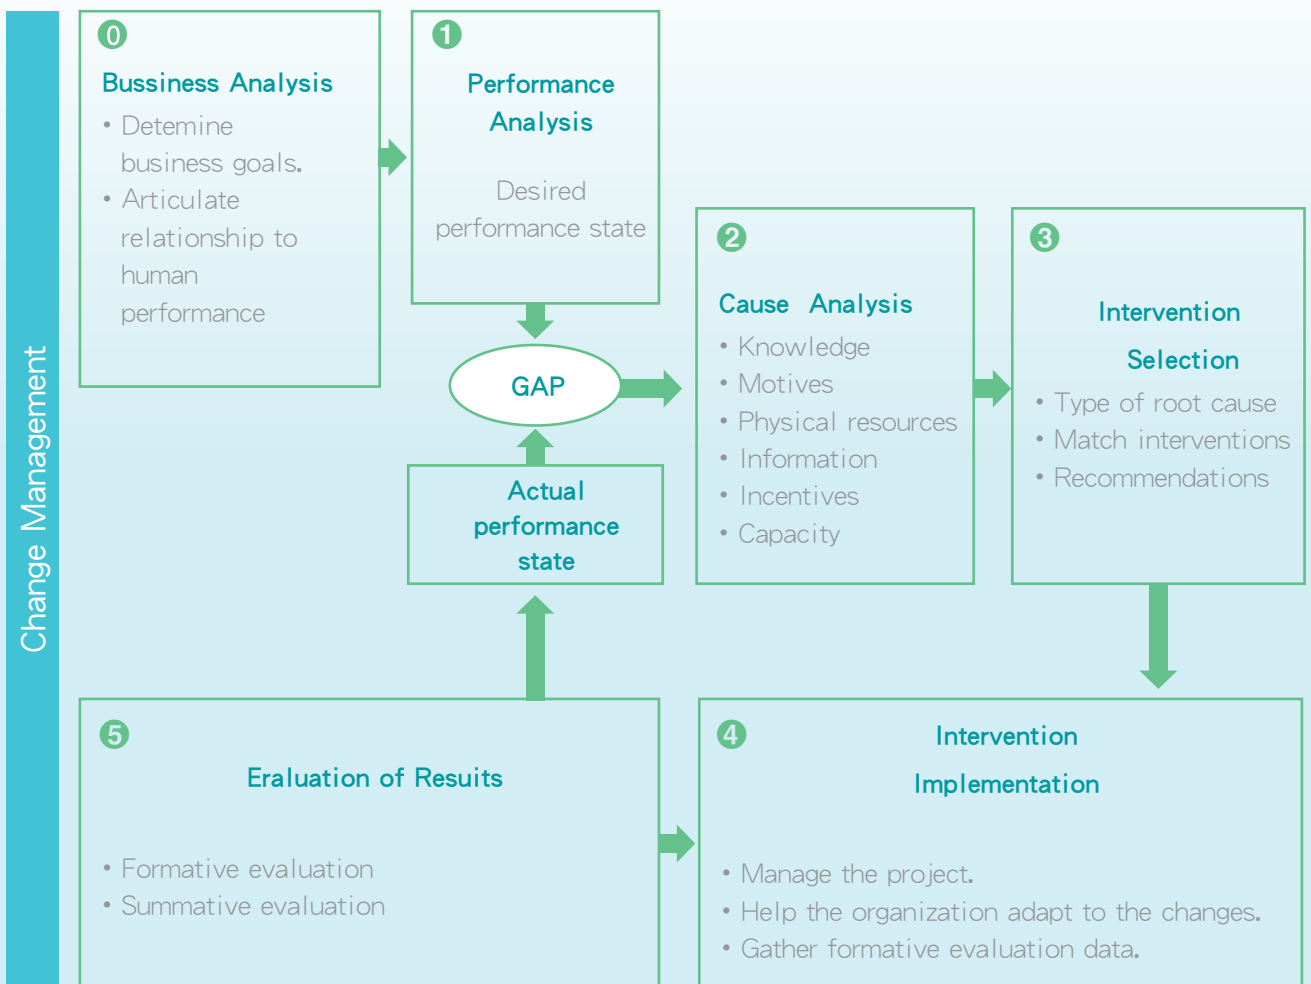 Change Management
0
Bussiness Analysis
• Detemine
business goals.
• Articulate
relationship to
human
performance
1
Performance
Analysis
Desired
performance state
GAP
Actual
performance
state
2
Cause Analysis
• Knowledge
• Motives
• Physical resources
• Information
• Incentives
• Capacity
3
Intervention
Selection
• Type of root cause
• Match interventions
• Recommendations
4
Intervention
Implementation
• Manage the project.
• Help the organization adapt to the changes.
• Gather formative evaluation data.
5
Eraluation of Resuits
• Formative evaluation
• Summative evaluation